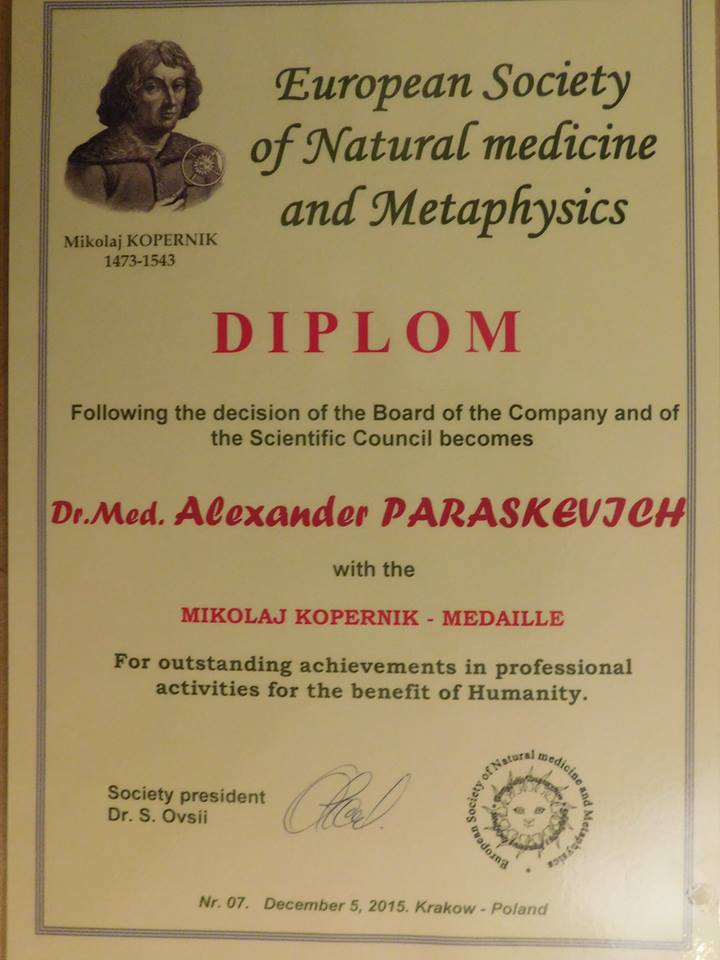 European Society
of Natural medicine
and Metaphysics
Mikolaj KOPERNIK
1473-1543
DIPLOM
Following the decision of the Board of the Company and of
the Scientific Council becomes
Dr.Med. Alexander PARASKEVICH
with the
MIKOLAJ KOPERNIK - MEDAILLE
For outstanding achievements in professional
activities for the benefit of Humanity.
Society president
Dr. S. Ovsii
European Society of Natural medicine and Metaphysics
Nr. 07. December 5, 2015. Krakow - Poland